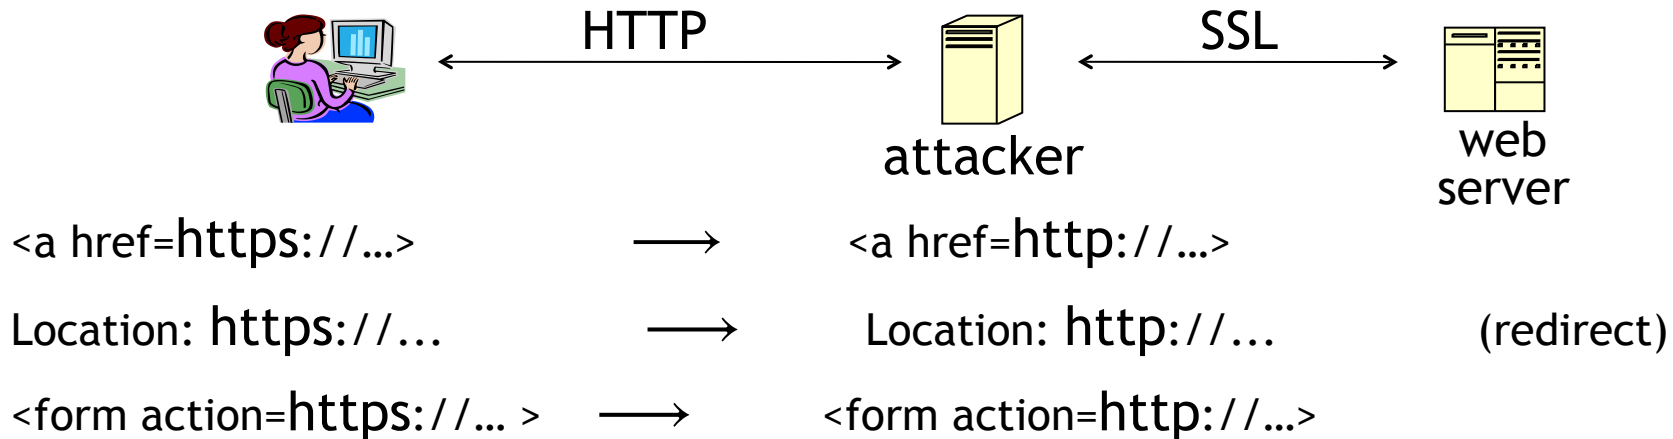 HTTP SSL
attacker
web
server
<a href=https://…> ⟶ <a href=http://…>
Location: https://... ⟶ Location: http://... (redirect)
<form action=https://… > ⟶ <form action=http://…>